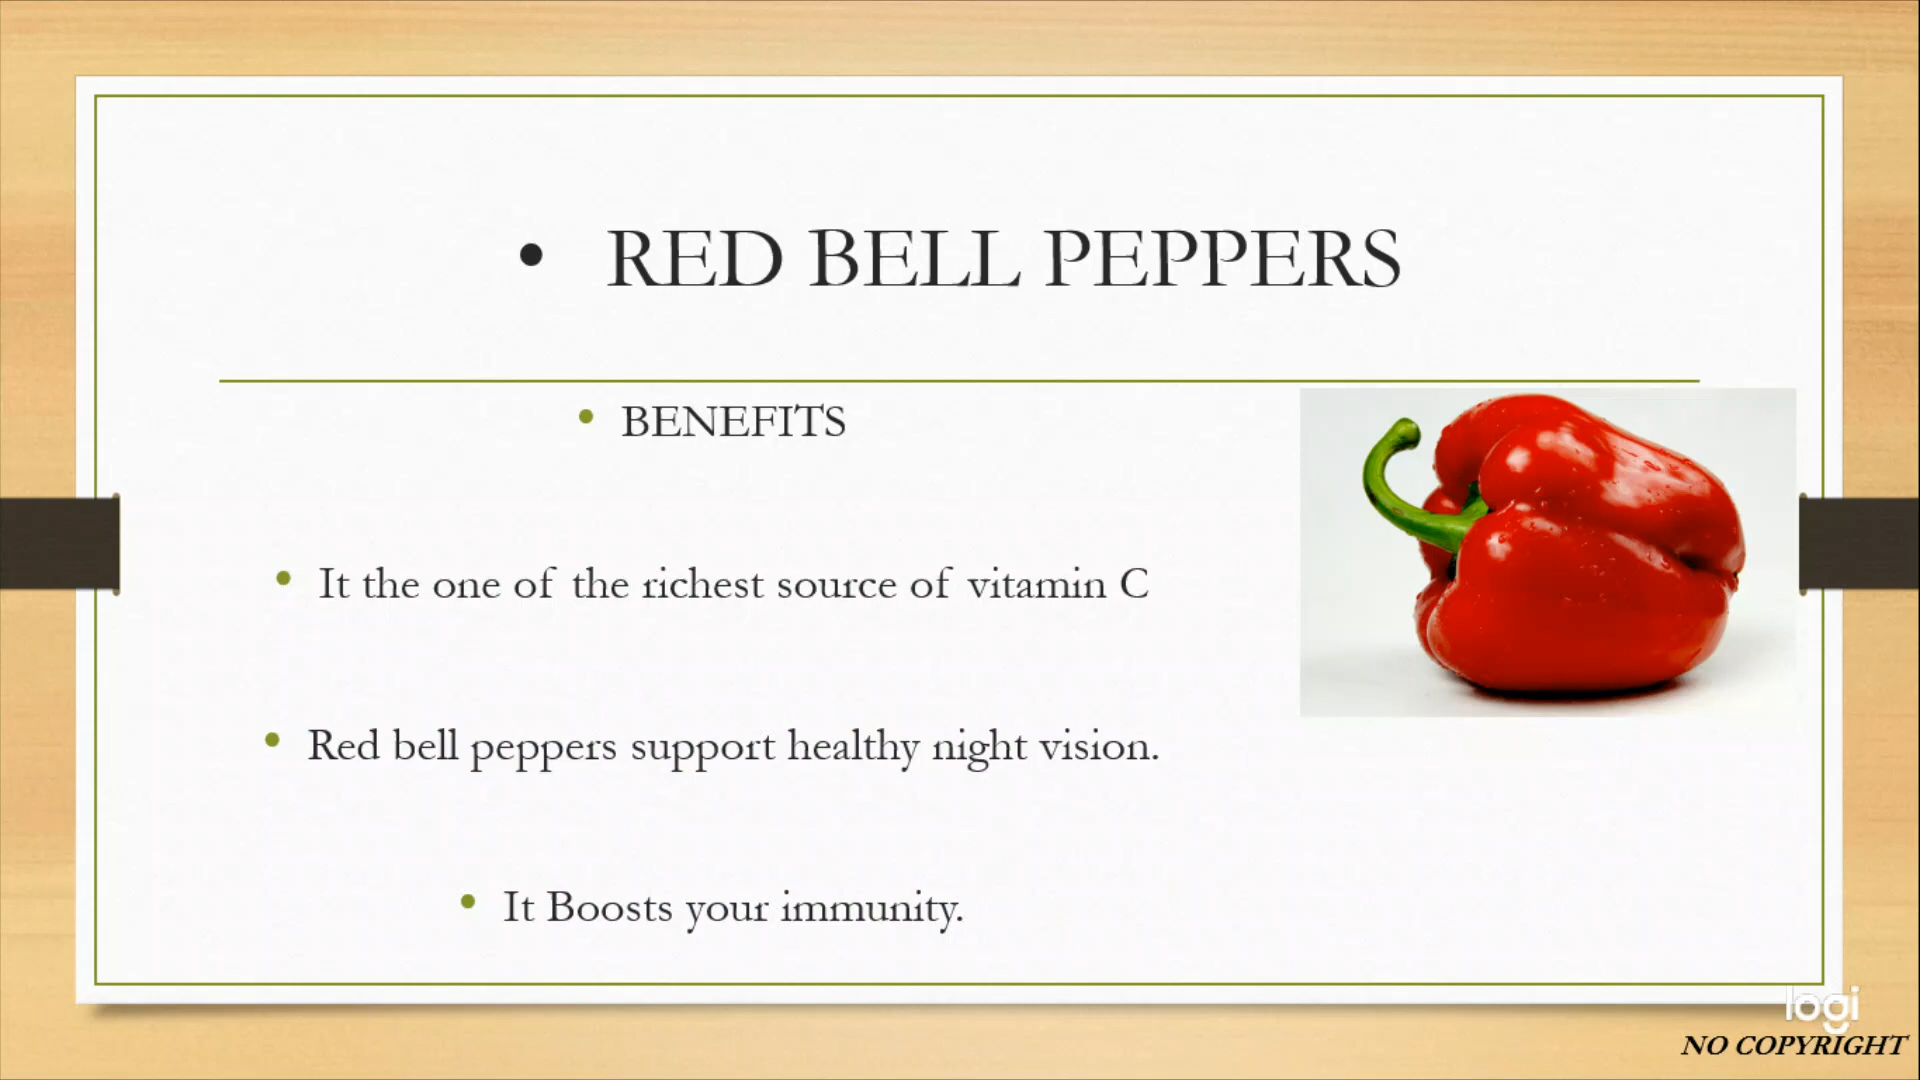 • RED BELL PEPPERS
• BENEFITS
• It the one of the richest source of vitamin C
• Red bell peppers support healthy night vision.
• It Boosts your immunity.
logi
NO COPYRIGHT